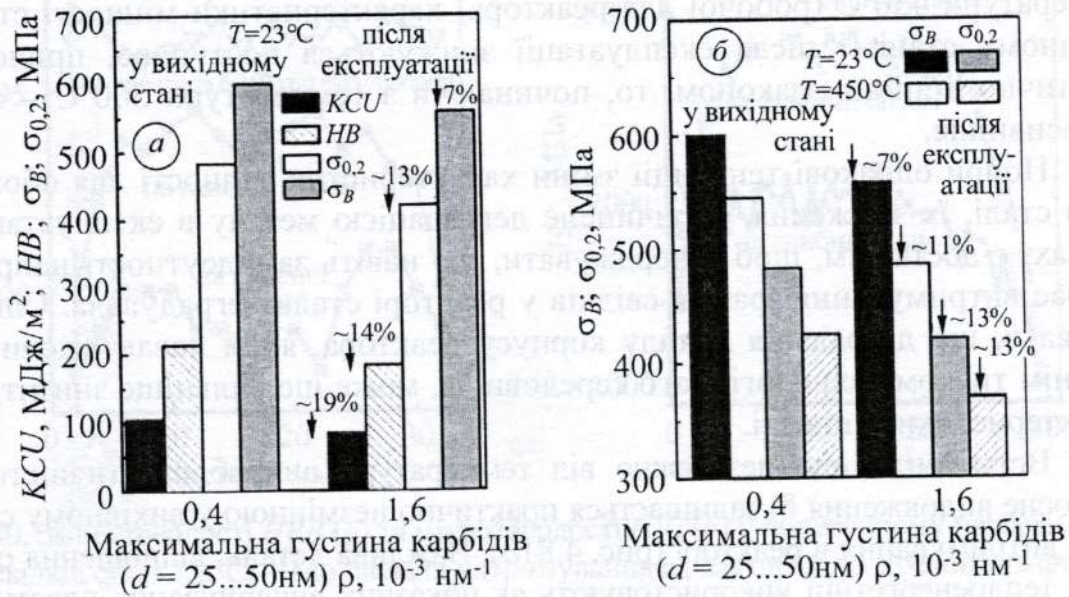 KCU, МДж/м², HB; σB; σ0,2, МПа
700
600
500
400
300
200
100
0
а
T=23°C
у вихідному
стані
після
експлуатації
KCU
HB
σ0,2
σB
~19%
~14%
~13%
~7%
0,4
1,6
Максимальна густина карбідів
(d = 25...50нм) ρ, 10⁻³ нм⁻¹
σB; σ0,2, МПа
700
600
500
400
300
б
σB σ0,2
T=23°C
T=450°C
у вихідному
стані
після
експлу-
атації
~7%
~11%
~13%
~13%
0,4
1,6
Максимальна густина карбідів
(d = 25...50нм) ρ, 10⁻³ нм⁻¹